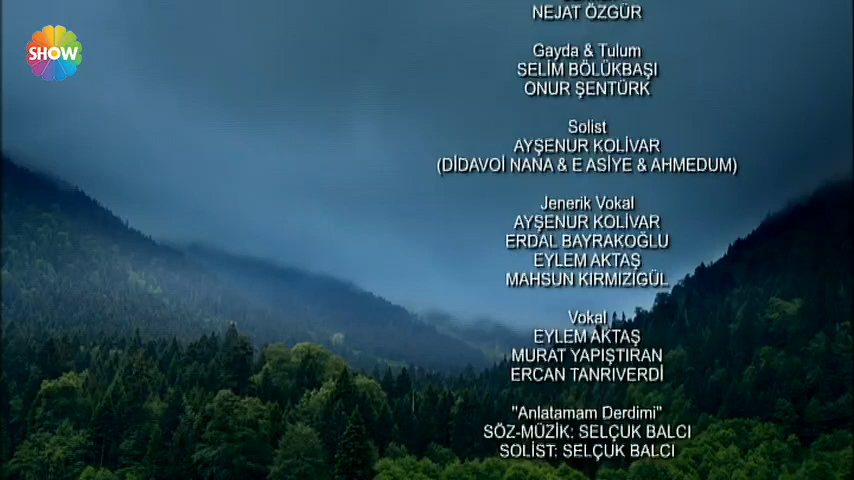 SHOW
NEJAT ÖZGÜR
Gayda & Tulum
SELİM BÖLÜKBAŞI
ONUR ŞENTÜRK
Solist
AYŞENUR KOLİVAR
(DİDAVOİ NANA & E ASİYE & AHMEDUM)
Jenerik Vokal
AYŞENUR KOLİVAR
ERDAL BAYRAKOĞLU
EYLEM AKTAŞ
MAHSUN KIRMIZIGÜL
Vokal
EYLEM AKTAŞ
MURAT YAPIŞTIRAN
ERCAN TANRIVERDİ
"Anlatamam Derdimi"
SÖZ-MÜZİK: SELÇUK BALCI
SOLİST: SELÇUK BALCI